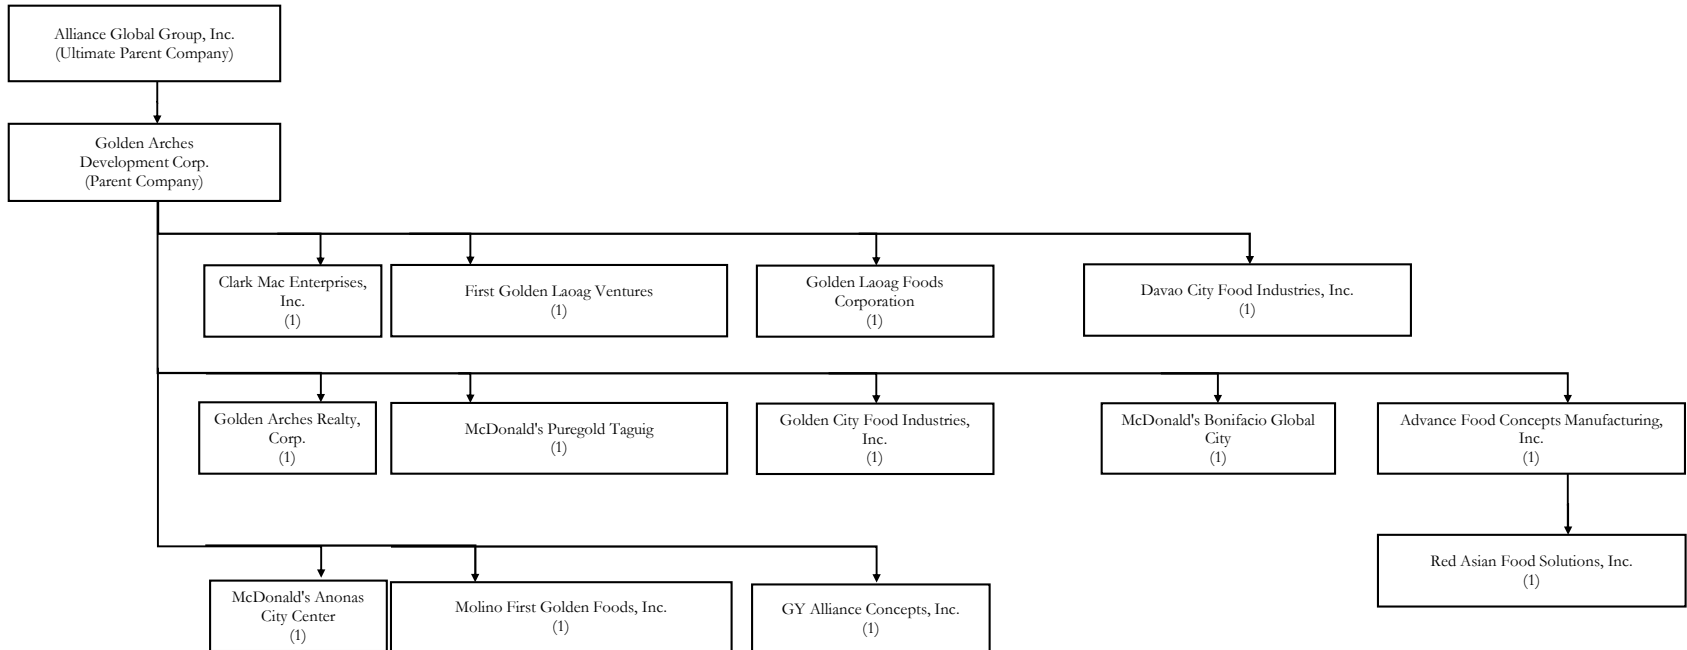 Alliance Global Group, Inc.
(Ultimate Parent Company)
Golden Arches
Development Corp.
(Parent Company)
Clark Mac Enterprises,
Inc.
(1)
First Golden Laoag Ventures
(1)
Golden Laoag Foods
Corporation
(1)
Davao City Food Industries, Inc.
(1)
Golden Arches Realty,
Corp.
(1)
McDonald's Puregold Taguig
(1)
Golden City Food Industries,
Inc.
(1)
McDonald's Bonifacio Global
City
(1)
Advance Food Concepts Manufacturing,
Inc.
(1)
Red Asian Food Solutions, Inc.
(1)
McDonald's Anonas
City Center
(1)
Molino First Golden Foods, Inc.
(1)
GY Alliance Concepts, Inc.
(1)